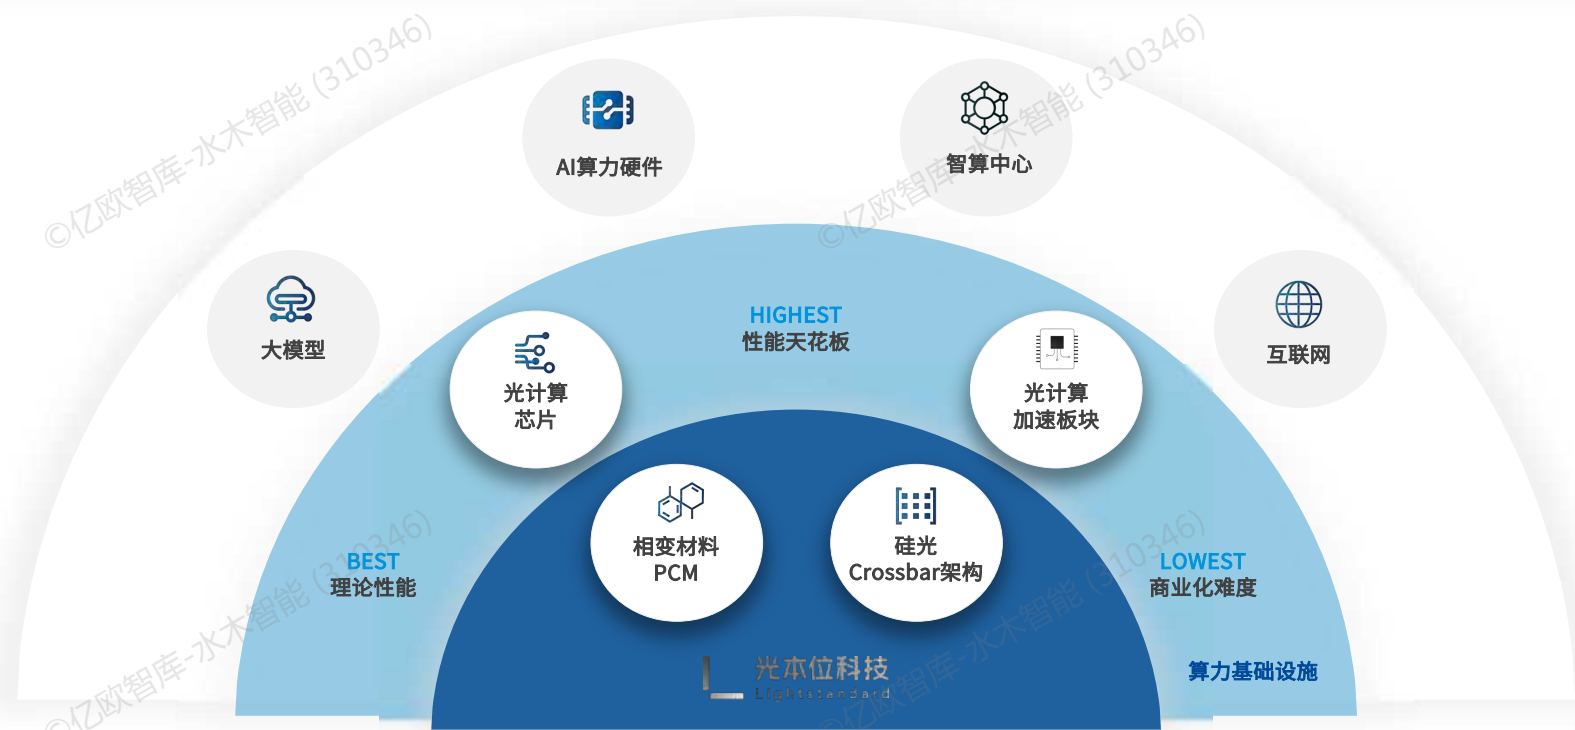 ©亿欧智库-水木智能 (310346)
©亿欧智库-水木智能 (310346)
AI算力硬件
智算中心
大模型
互联网
HIGHEST
性能天花板
光计算
芯片
光计算
加速板块
相变材料
PCM
硅光
Crossbar架构
BEST
理论性能
LOWEST
商业化难度
算力基础设施
光本位科技
Lightstandard
©亿欧智库-水木智能 (310346)
©亿欧智库-水木智能 (310346)